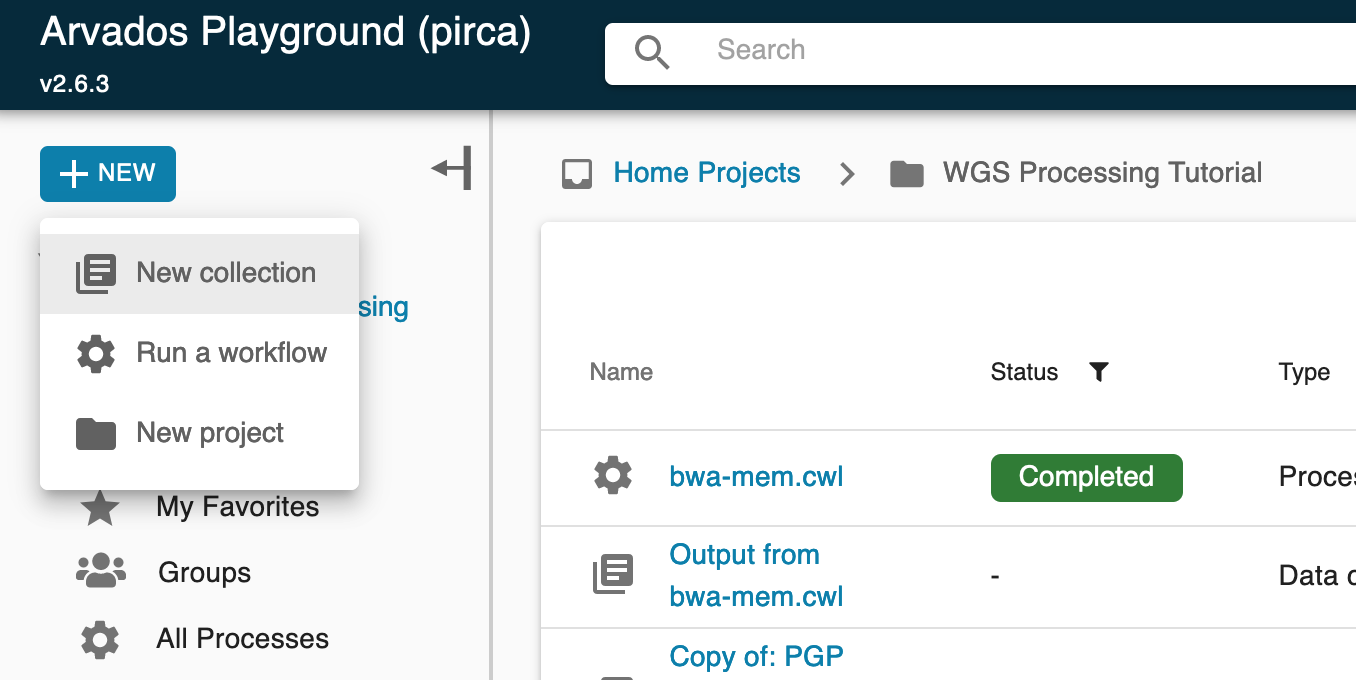 Arvados Playground (pirca)
v2.6.3
Search
NEW
Home Projects
WGS Processing Tutorial
New collection
Run a workflow
New project
My Favorites
Groups
All Processes
Name
Status
Type
bwa-mem.cwl
Completed
Output from
bwa-mem.cwl
-
Data
Copy of: PGP